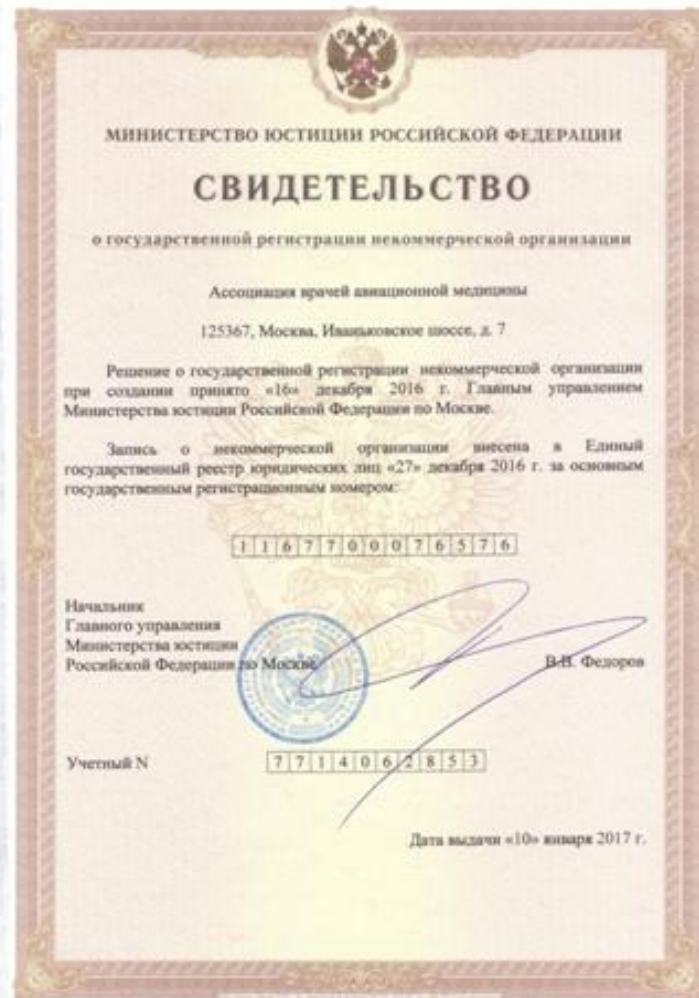 МИНИСТЕРСТВО ЮСТИЦИИ РОССИЙСКОЙ ФЕДЕРАЦИИ
СВИДЕТЕЛЬСТВО
о государственной регистрации некоммерческой организации
Ассоциация врачей авиационной медицины
125367, Москва, Иваньковское шоссе, д. 7
Решение о государственной регистрации некоммерческой организации
при создании принято «16» декабря 2016 г. Главным управлением
Министерства юстиции Российской Федерации по Москве.
Запись о некоммерческой организации внесена в Единый
государственный реестр юридических лиц «27» декабря 2016 г. за основным
государственным регистрационным номером:
1167700076576
Начальник
Главного управления
Министерства юстиции
Российской Федерации по Москве
В.В. Федоров
Учетный N 7714062853
Дата выдачи «10» января 2017 г.